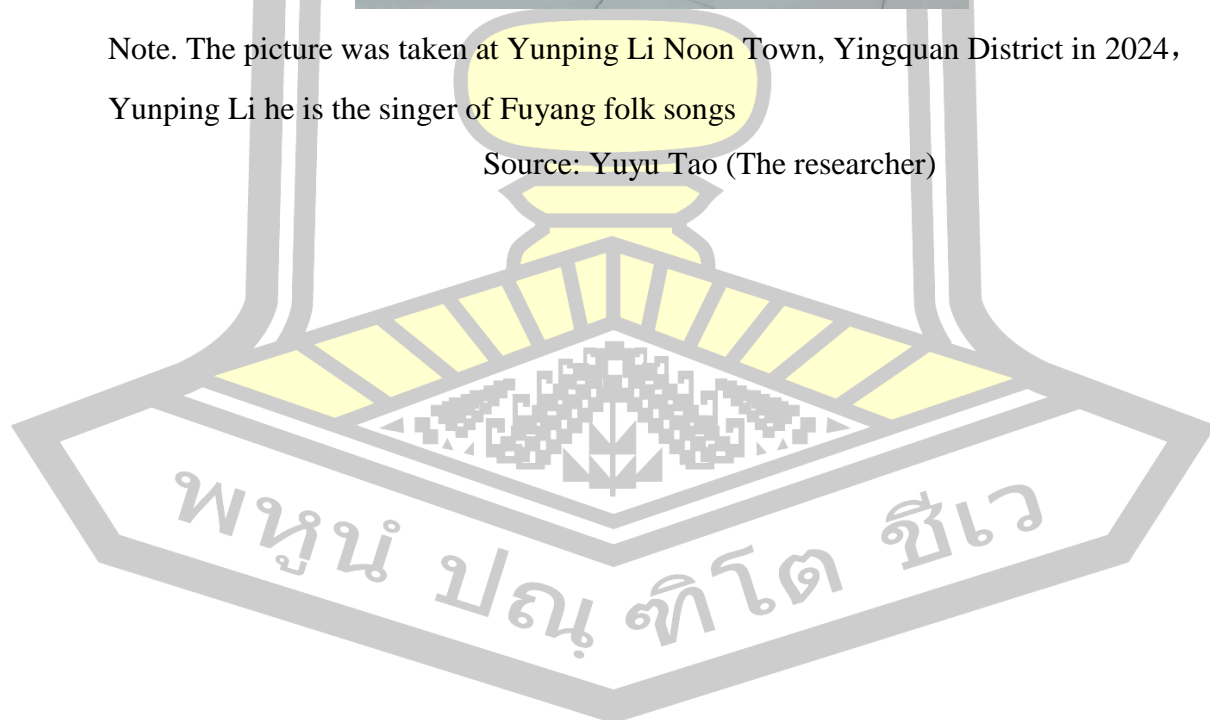 Note. The picture was taken at Yunping Li Noon Town, Yingquan District in 2024，
Yunping Li he is the singer of Fuyang folk songs
Source: Yuyu Tao (The researcher)
พหูนํ ปณฺฑิโต ชีเว